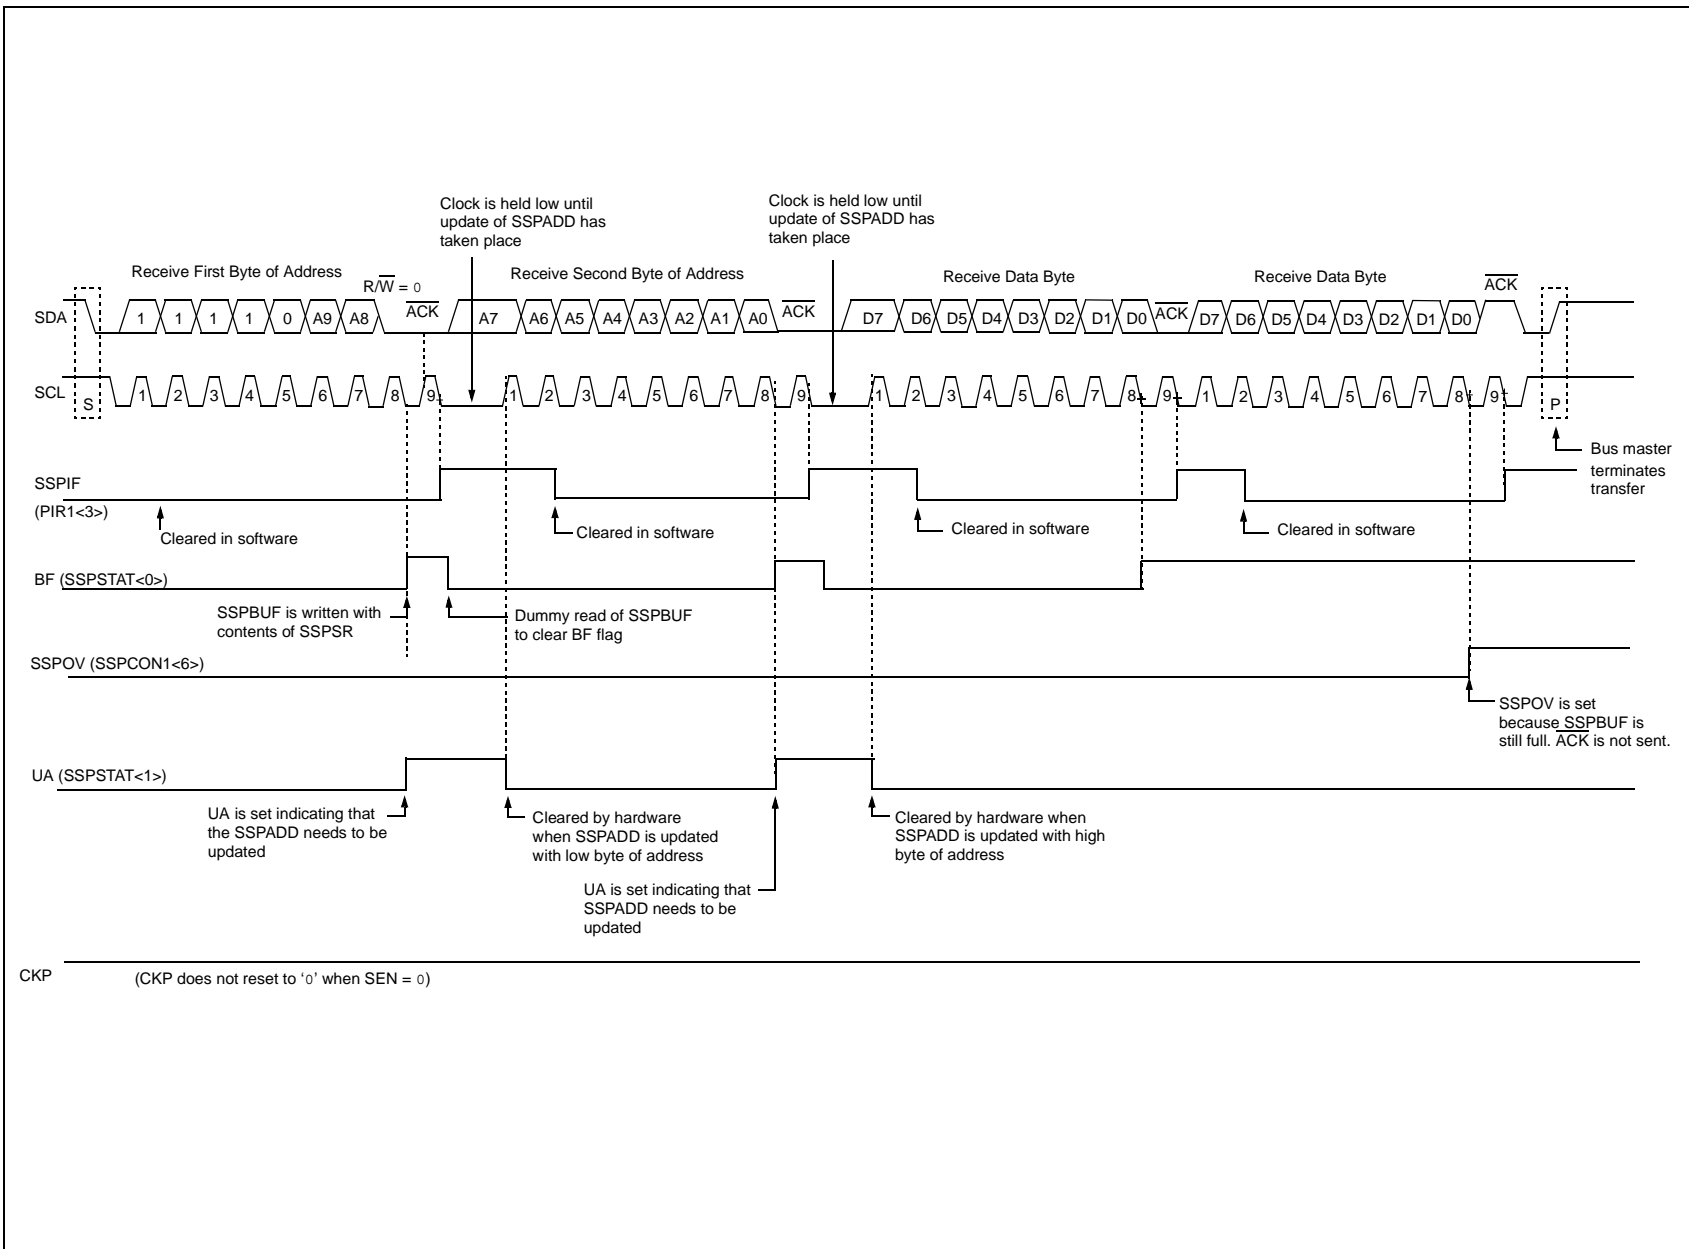 Clock is held low until
update of SSPADD has
taken place
Clock is held low until
update of SSPADD has
taken place
Receive First Byte of Address
R/W = 0
ACK
Receive Second Byte of Address
ACK
Receive Data Byte
ACK
Receive Data Byte
ACK
SDA
1 1 1 1 0 A9 A8
A7 A6 A5 A4 A3 A2 A1 A0
D7 D6 D5 D4 D3 D2 D1 D0
D7 D6 D5 D4 D3 D2 D1 D0
SCL
S
1 2 3 4 5 6 7 8 9
1 2 3 4 5 6 7 8 9
1 2 3 4 5 6 7 8 9
1 2 3 4 5 6 7 8 9
P
Bus master
terminates
transfer
SSPIF
(PIR1<3>)
Cleared in software
Cleared in software
Cleared in software
Cleared in software
BF (SSPSTAT<0>)
SSPBUF is written with
contents of SSPSR
Dummy read of SSPBUF
to clear BF flag
SSPOV (SSPCON1<6>)
SSPOV is set
because SSPBUF is
still full. ACK is not sent.
UA (SSPSTAT<1>)
UA is set indicating that
the SSPADD needs to be
updated
Cleared by hardware
when SSPADD is updated
with low byte of address
UA is set indicating that
SSPADD needs to be
updated
Cleared by hardware when
SSPADD is updated with high
byte of address
CKP
(CKP does not reset to ‘0’ when SEN = 0)